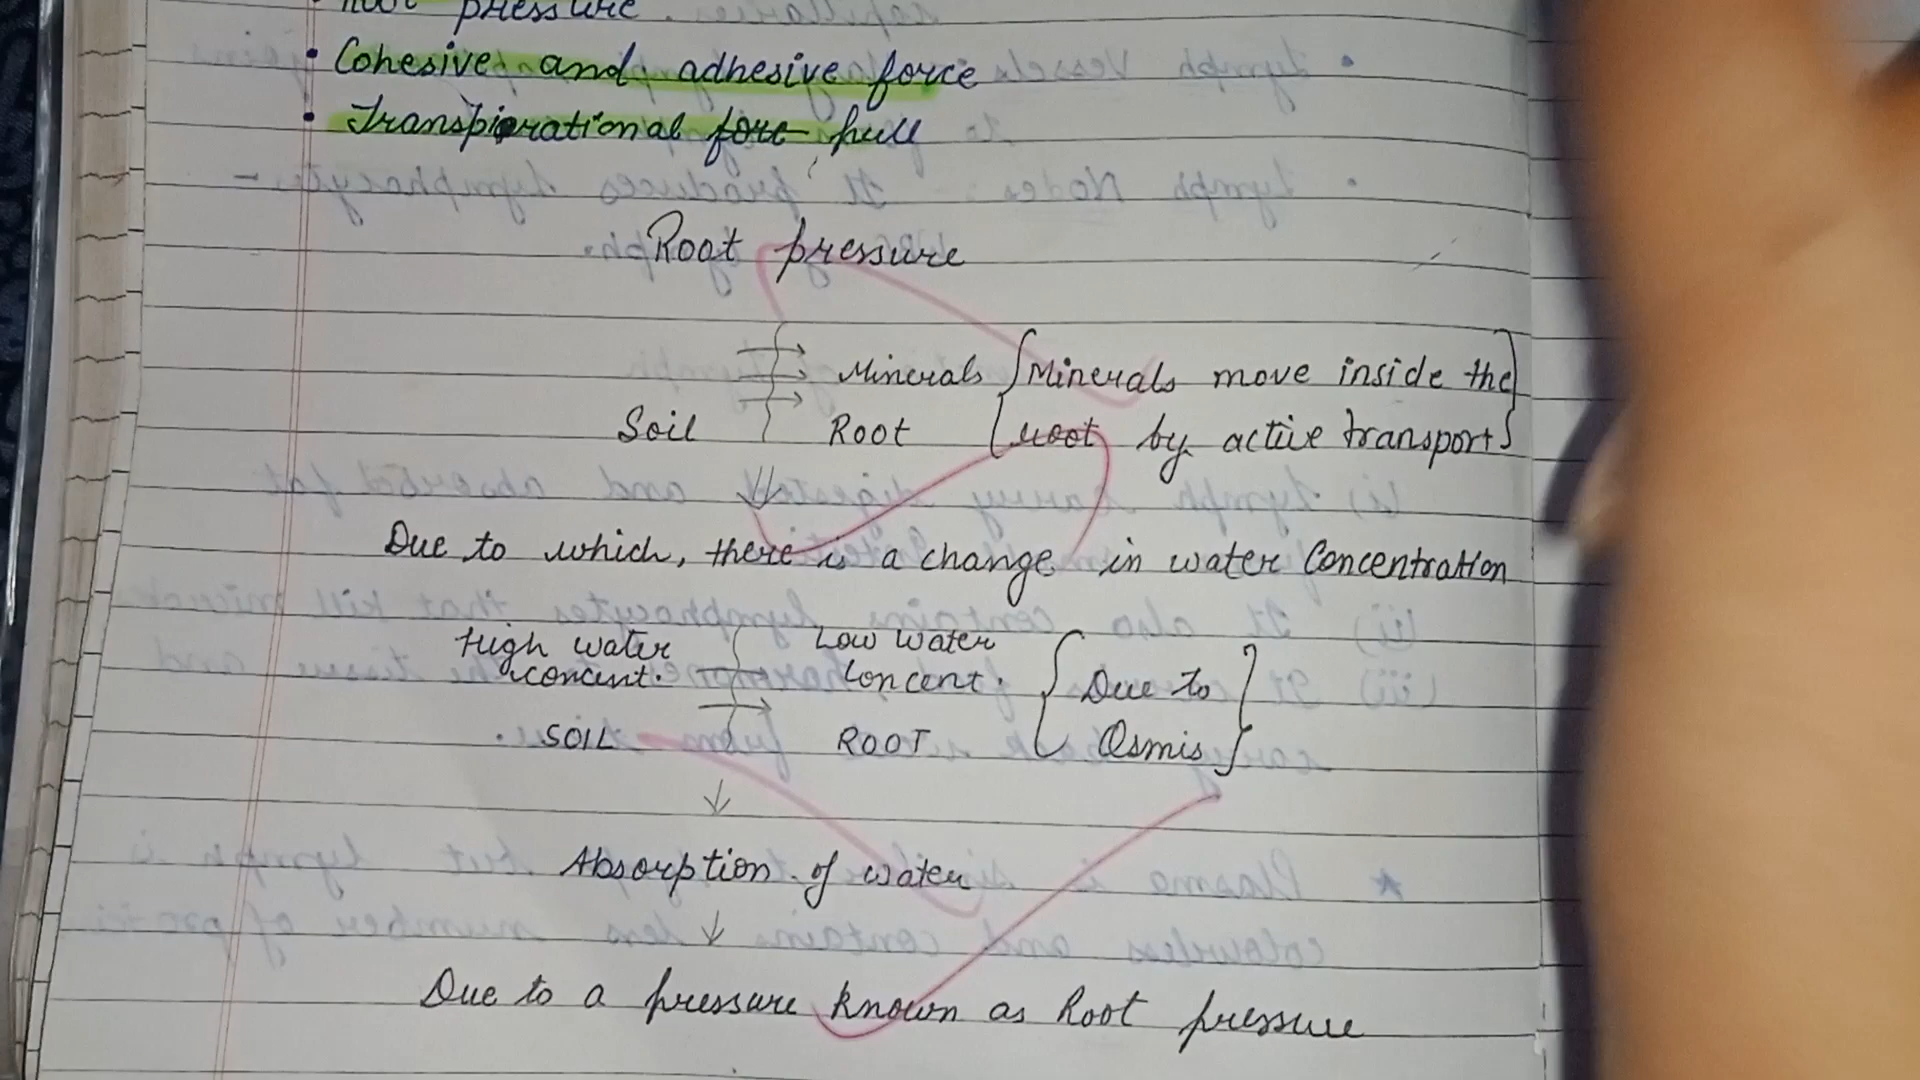 Root pressure.
• Cohesive and adhesive force
• Transpirational pull
Root pressure
Minerals {Minerals move inside the
Soil Root root by active transport}
Due to which, there is a change in water Concentration
High water Low water
concent. Concent. {Due to
SOIL ROOT Osmis}
Absorption of water
Due to a pressure known as Root pressure